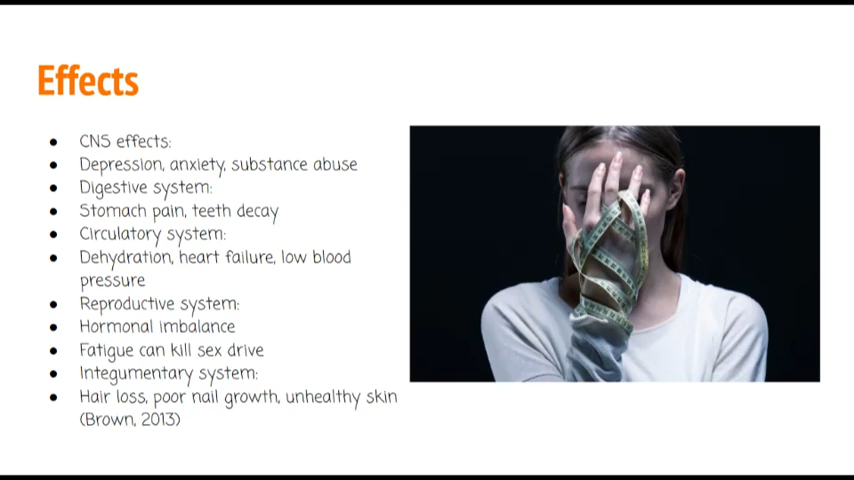 Effects
● CNS effects:
● Depression, anxiety, substance abuse
● Digestive system:
● Stomach pain, teeth decay
● Circulatory system:
● Dehydration, heart failure, low blood
pressure
● Reproductive system:
● Hormonal imbalance
● Fatigue can kill sex drive
● Integumentary system:
● Hair loss, poor nail growth, unhealthy skin
(Brown, 2013)